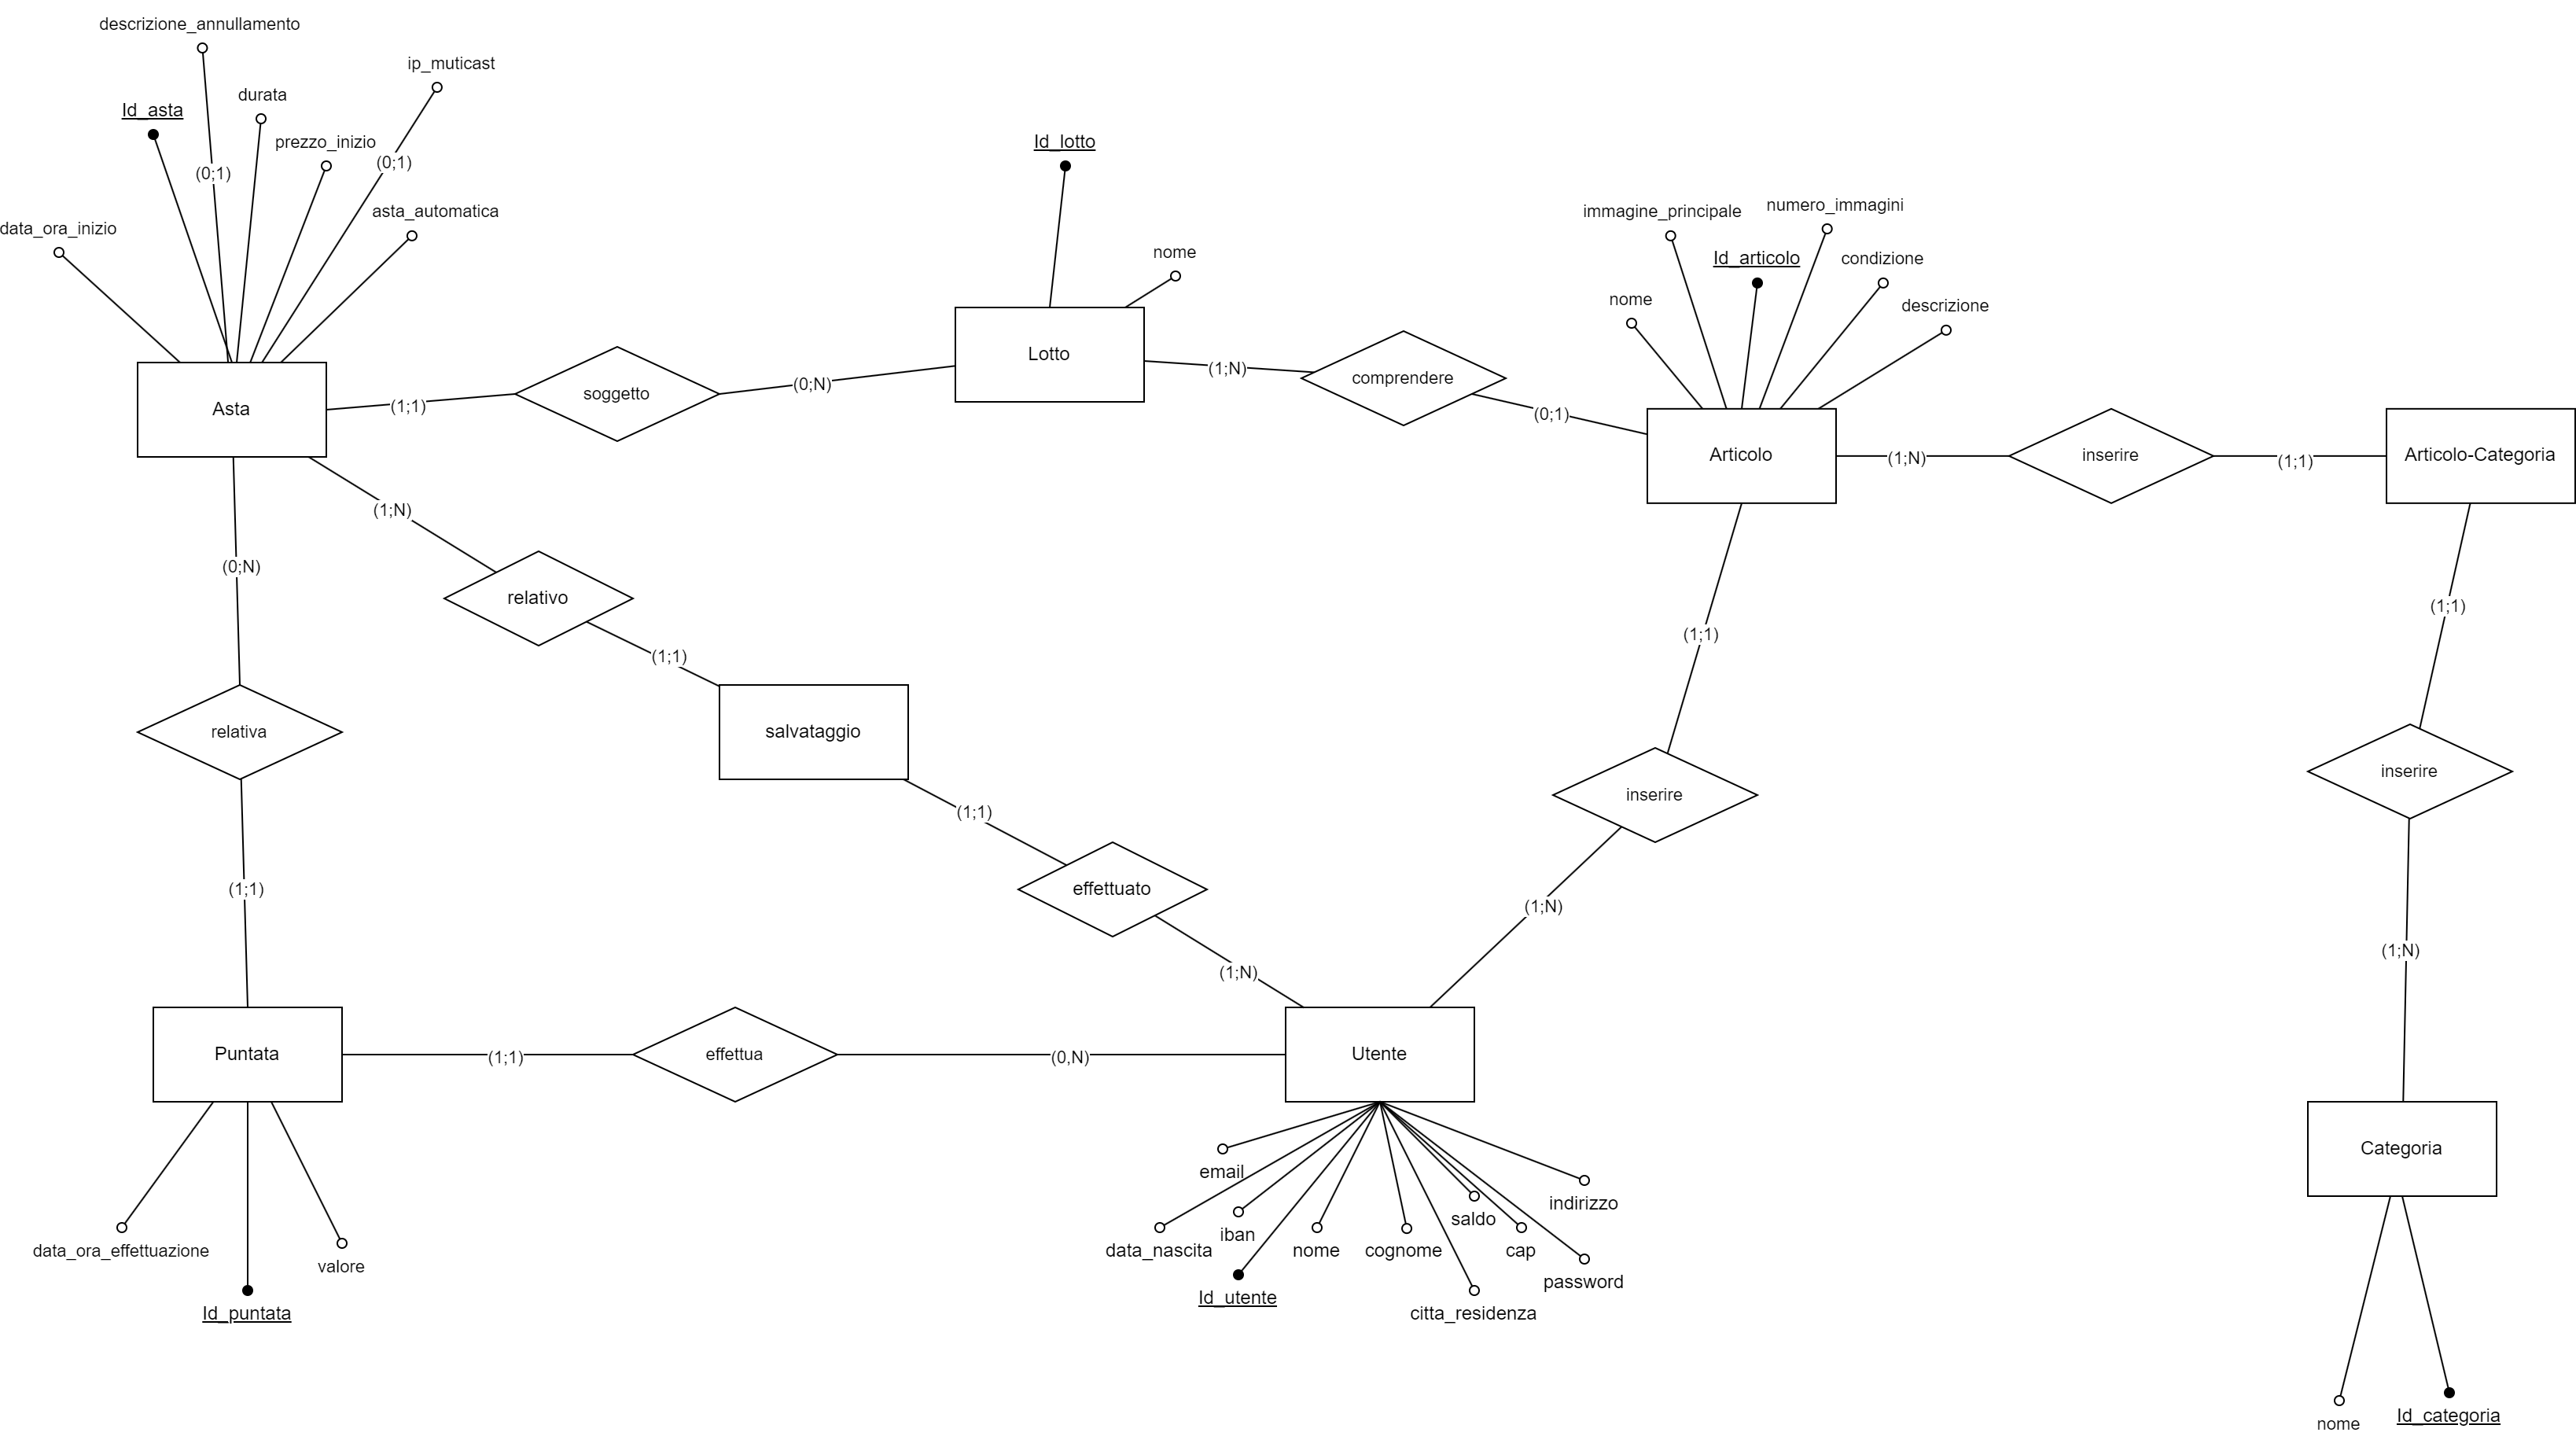 descrizione_annullamento
ip_muticast
durata
Id_asta
prezzo_inizio
(0;1)
(0;1)
asta_automatica
data_ora_inizio
Id_lotto
nome
immagine_principale
numero_immagini
Id_articolo
condizione
nome
descrizione
Asta
(1;1)
soggetto
(0;N)
Lotto
(1;N)
comprendere
(0;1)
Articolo
(1;N)
inserire
(1;1)
Articolo-Categoria
(1;N)
(0;N)
relativo
(1;1)
(1;1)
(1;1)
relativa
salvataggio
inserire
inserire
(1;1)
(1;1)
effettuato
(1;N)
(1;N)
(1;N)
Puntata
(1;1)
effettua
(0,N)
Utente
Categoria
email
data_nascita
iban
nome
cognome
saldo
cap
indirizzo
password
Id_utente
citta_residenza
data_ora_effettuazione
valore
Id_puntata
nome
Id_categoria